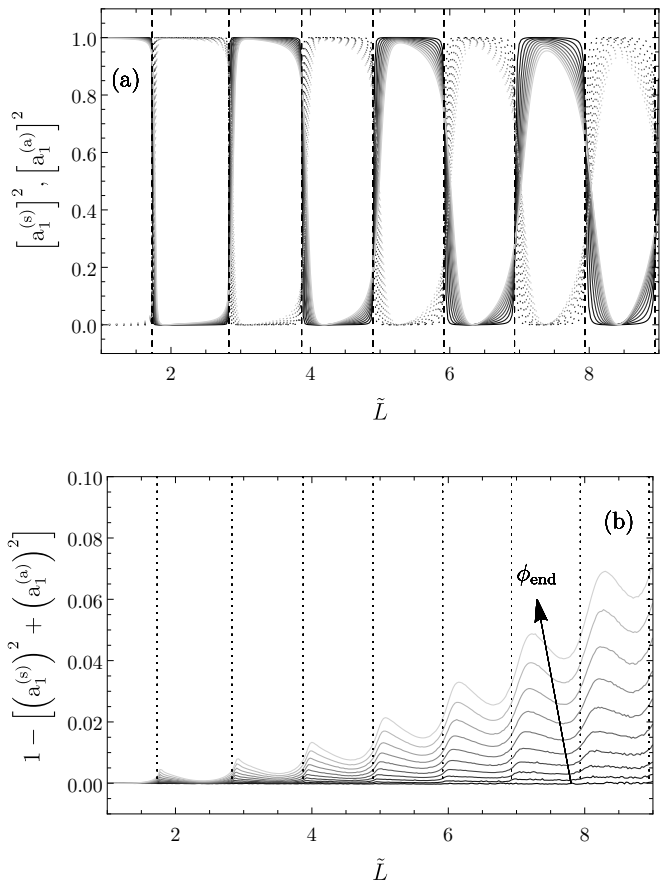 (a)
[a₁⁽ˢ⁾]², [a₁⁽ᵃ⁾]²
1.0
0.8
0.6
0.4
0.2
0.0
2 4 6 8
L̃
(b)
1 − [(a₁⁽ˢ⁾)² + (a₁⁽ᵃ⁾)²]
0.10
0.08
0.06
0.04
0.02
0.00
ϕ_end
2 4 6 8
L̃